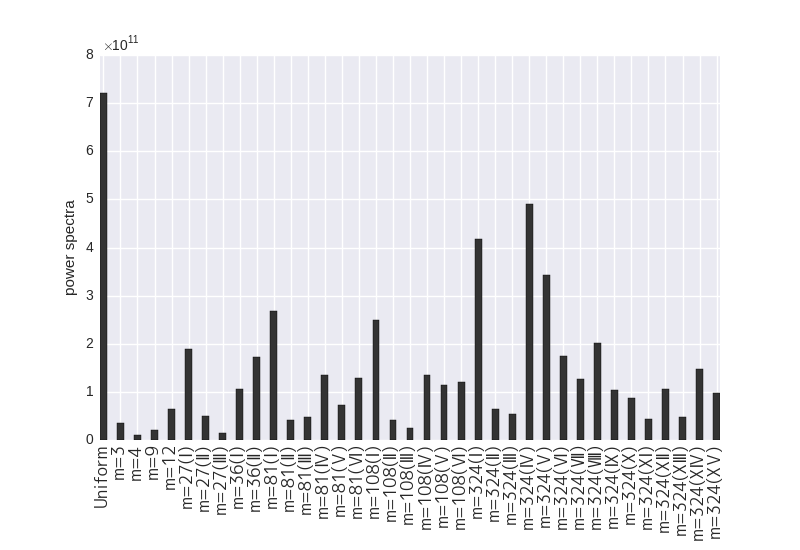 ×10¹¹
8
7
6
5
4
3
2
1
0
power spectra
Uniform
m=3
m=4
m=9
m=12
m=27(I)
m=27(II)
m=27(III)
m=36(I)
m=36(II)
m=81(I)
m=81(II)
m=81(III)
m=81(IV)
m=81(V)
m=81(VI)
m=108(I)
m=108(II)
m=108(III)
m=108(IV)
m=108(V)
m=108(VI)
m=324(I)
m=324(II)
m=324(III)
m=324(IV)
m=324(V)
m=324(VI)
m=324(VII)
m=324(VIII)
m=324(IX)
m=324(X)
m=324(XI)
m=324(XII)
m=324(XIII)
m=324(XIV)
m=324(XV)